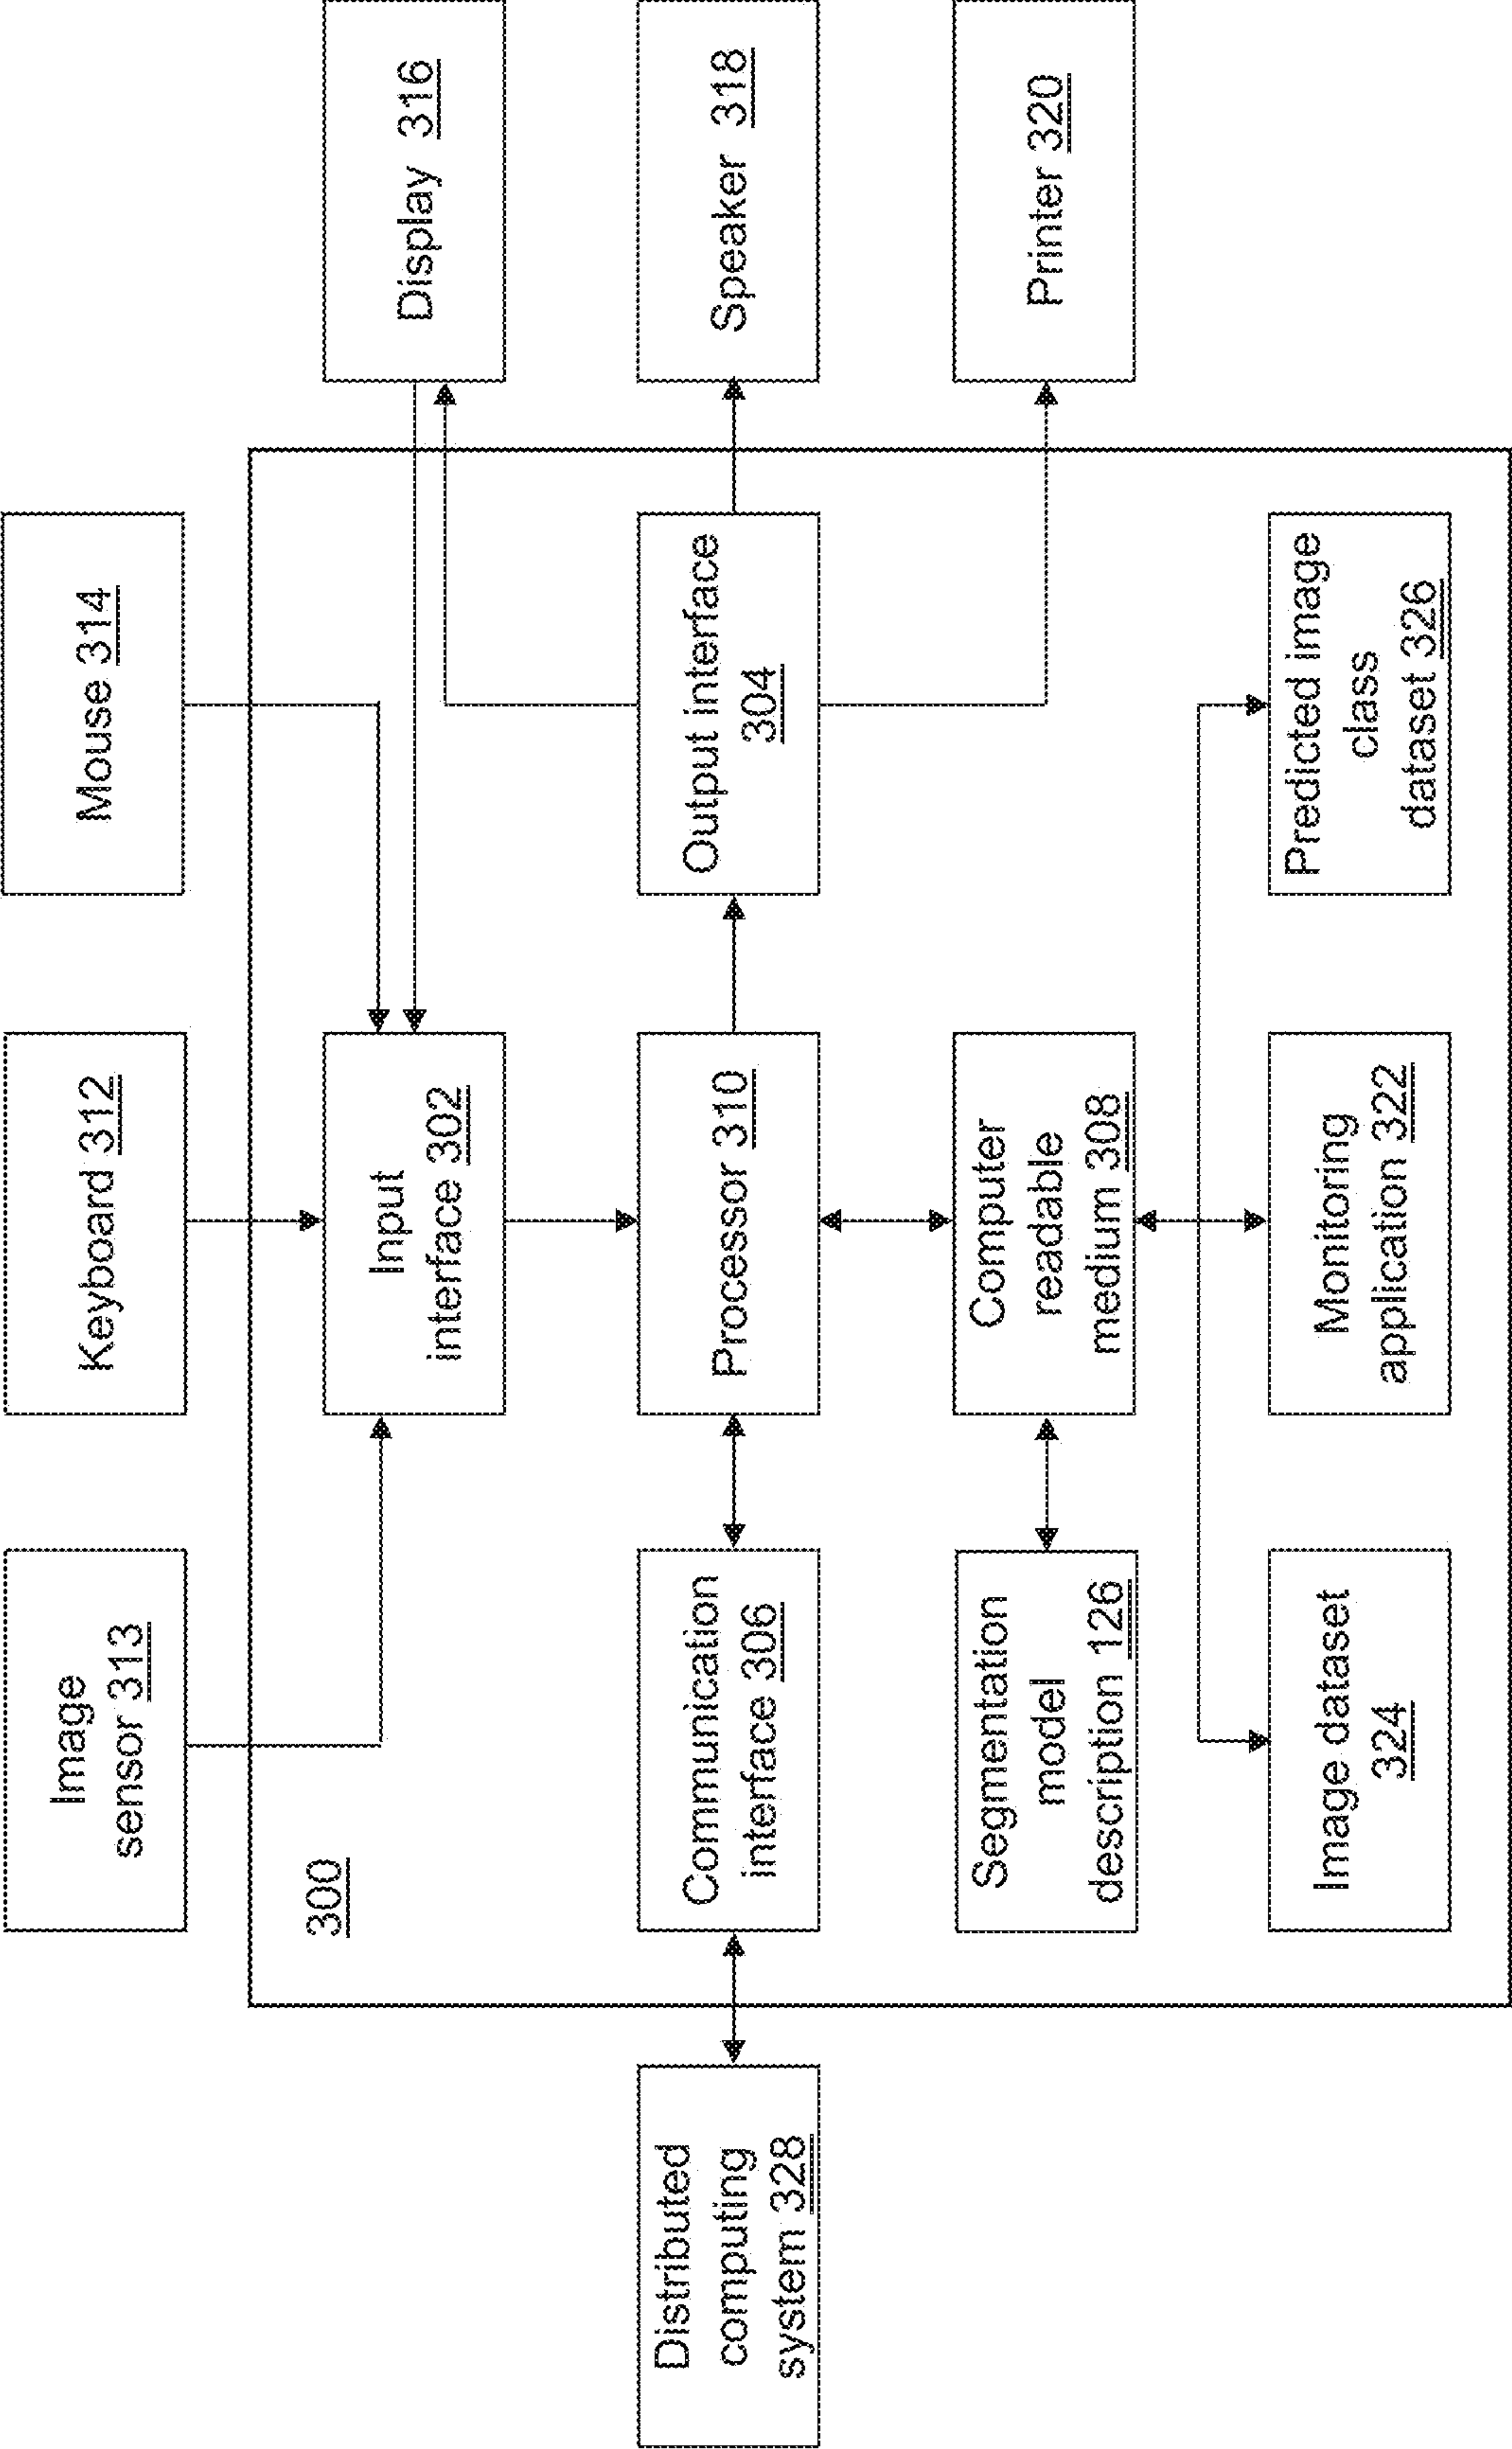 Image
sensor 313
Keyboard 312
Mouse 314
300
Input
interface 302
Display 316
Distributed
computing
system 328
Communication
interface 306
Processor 310
Output interface
304
Speaker 318
Segmentation
model
description 126
Computer
readable
medium 308
Printer 320
Image dataset
324
Monitoring
application 322
Predicted image
class
dataset 326